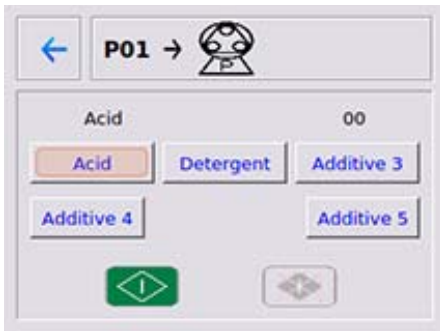 P01 →
P
Acid 00
Acid Detergent Additive 3
Additive 4 Additive 5